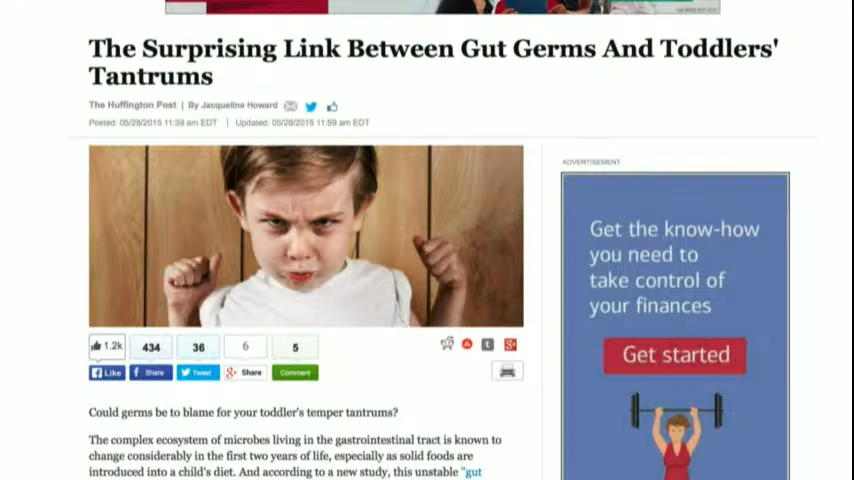 The Surprising Link Between Gut Germs And Toddlers'
Tantrums
The Huffington Post | By Jacqueline Howard
Posted: 05/28/2015 11:39 am EDT | Updated: 05/28/2015 11:59 am EDT
ADVERTISEMENT
Get the know-how
you need to
take control of
your finances
Get started
1.2k 434 36 6 5
Like Share Tweet Share Comment
Could germs be to blame for your toddler's temper tantrums?
The complex ecosystem of microbes living in the gastrointestinal tract is known to
change considerably in the first two years of life, especially as solid foods are
introduced into a child's diet. And according to a new study, this unstable "gut